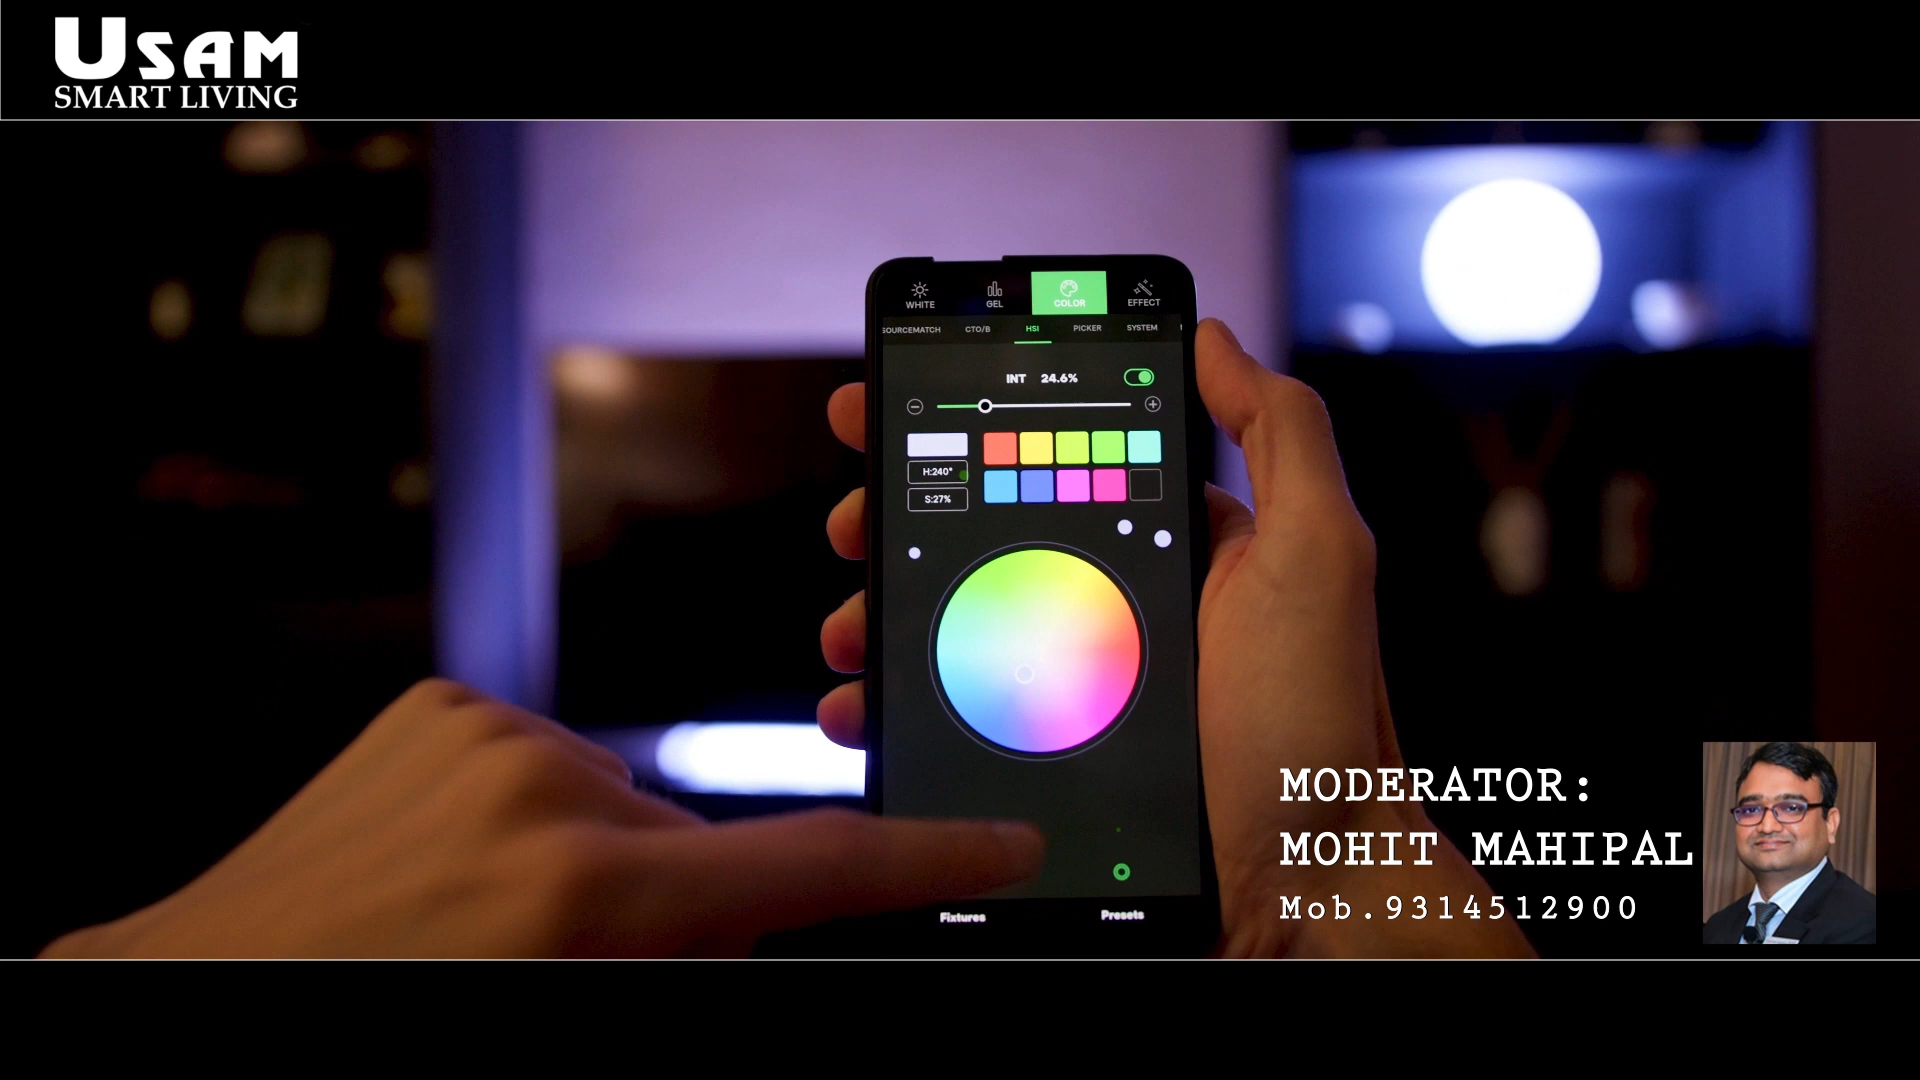 USAM
SMART LIVING
WHITE GEL COLOR EFFECT
SOURCEMATCH CTO/B HSI PICKER SYSTEM
INT 24.6%
H:240°
S:27%
MODERATOR:
MOHIT MAHIPAL
Mob.9314512900
Fixtures Presets